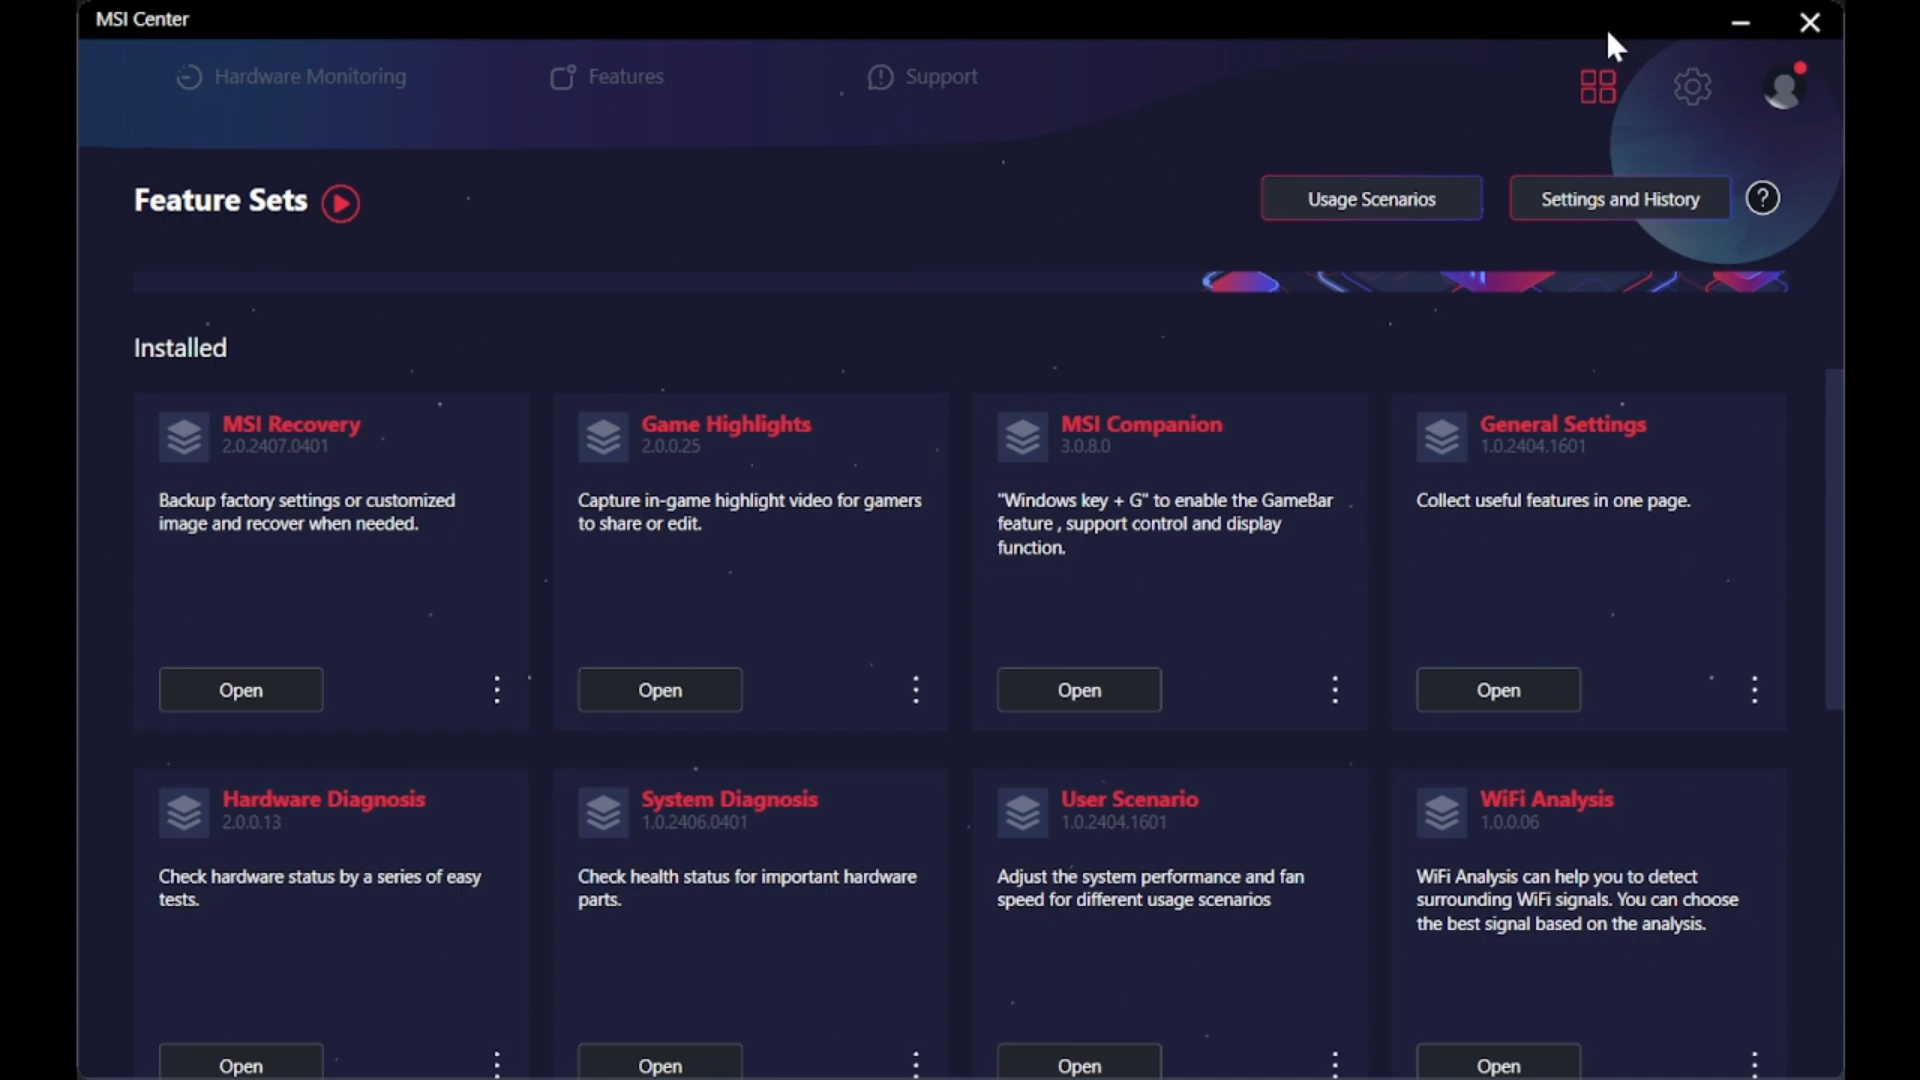 MSI Center
Hardware Monitoring
Features
Support
Feature Sets
Usage Scenarios
Settings and History
?
Installed
MSI Recovery
2.0.2407.0401
Backup factory settings or customized
image and recover when needed.
Open
Game Highlights
2.0.0.25
Capture in-game highlight video for gamers
to share or edit.
Open
MSI Companion
3.0.8.0
"Windows key + G" to enable the GameBar
feature , support control and display
function.
Open
General Settings
1.0.2404.1601
Collect useful features in one page.
Open
Hardware Diagnosis
2.0.0.13
Check hardware status by a series of easy
tests.
Open
System Diagnosis
1.0.2406.0401
Check health status for important hardware
parts.
Open
User Scenario
1.0.2404.1601
Adjust the system performance and fan
speed for different usage scenarios
Open
WiFi Analysis
1.0.0.06
WiFi Analysis can help you to detect
surrounding WiFi signals. You can choose
the best signal based on the analysis.
Open